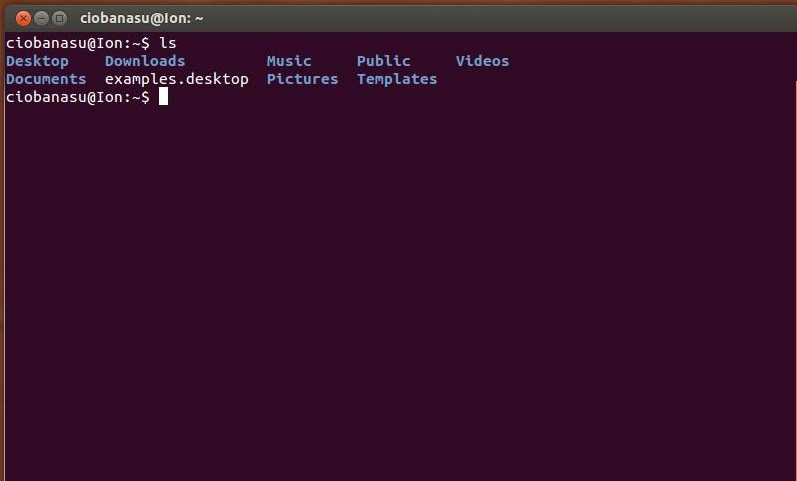 ciobanasu@Ion: ~
ciobanasu@Ion:~$ ls
Desktop    Downloads         Music     Public     Videos
Documents  examples.desktop  Pictures  Templates
ciobanasu@Ion:~$